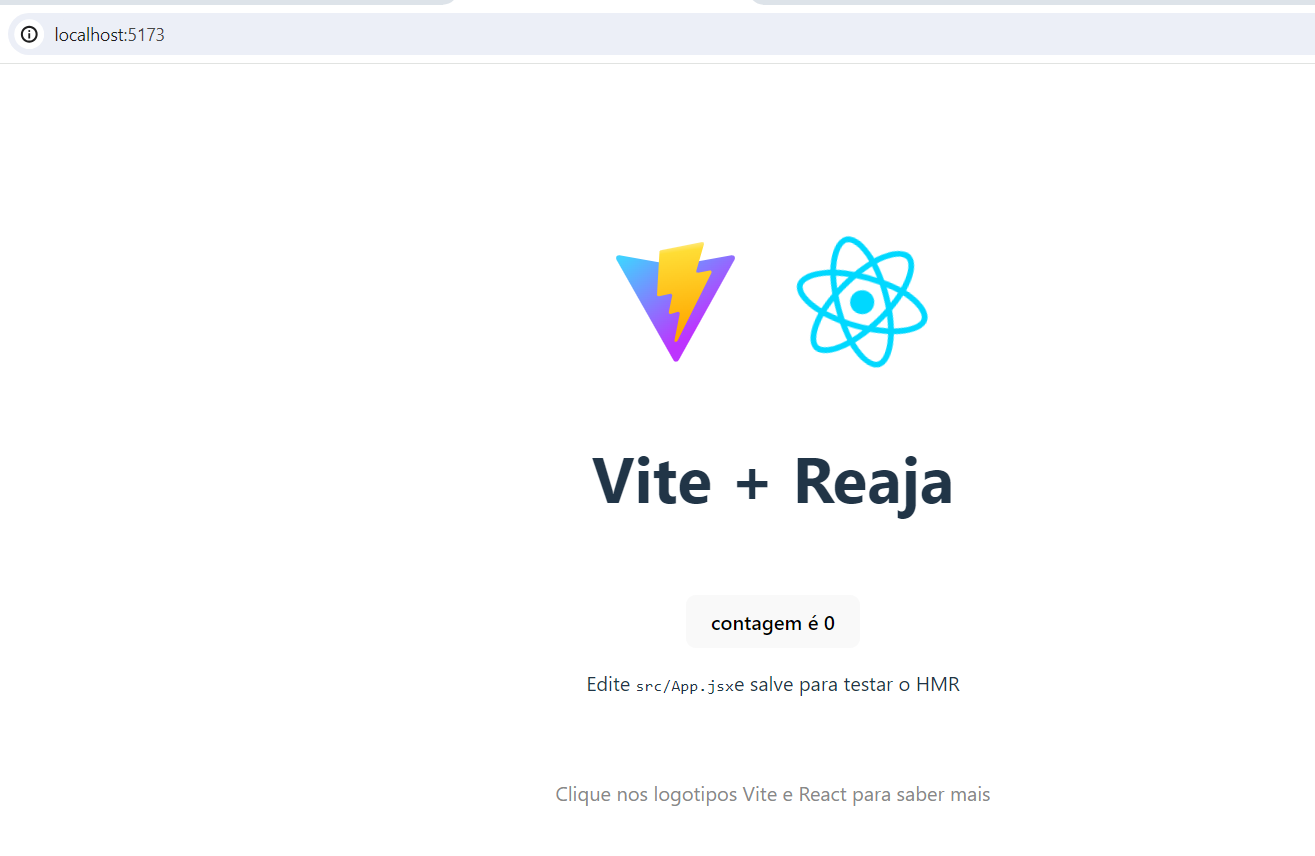 localhost:5173
Vite + Reaja
contagem é 0
Edite src/App.jsxe salve para testar o HMR
Clique nos logotipos Vite e React para saber mais